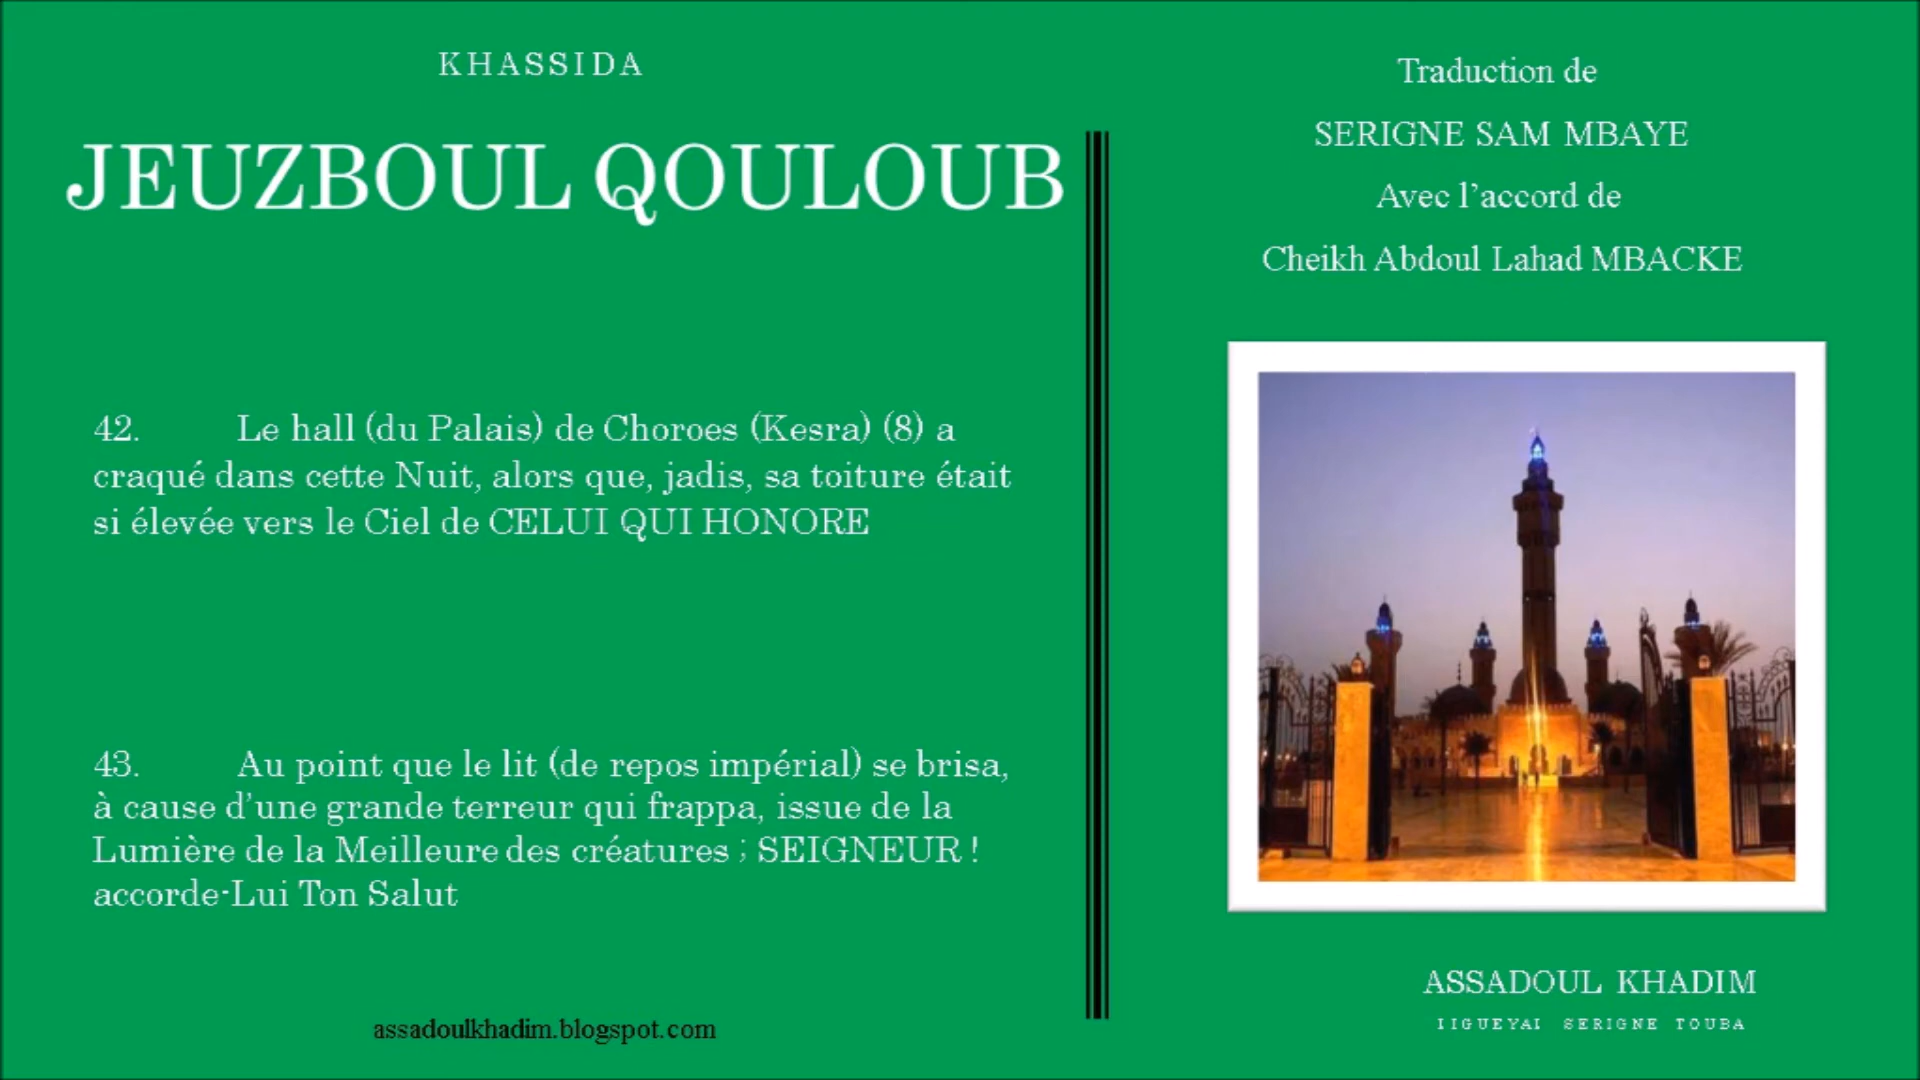 KHASSIDA
JEUZBOUL QOULOUB
42. Le hall (du Palais) de Choroes (Kesra) (8) a
craqué dans cette Nuit, alors que, jadis, sa toiture était
si élevée vers le Ciel de CELUI QUI HONORE
43. Au point que le lit (de repos impérial) se brisa,
à cause d’une grande terreur qui frappa, issue de la
Lumière de la Meilleure des créatures ; SEIGNEUR !
accorde-Lui Ton Salut
assadoulkhadim.blogspot.com
Traduction de
SERIGNE SAM MBAYE
Avec l’accord de
Cheikh Abdoul Lahad MBACKE
ASSADOUL KHADIM
LIGUEYAL SERIGNE TOUBA